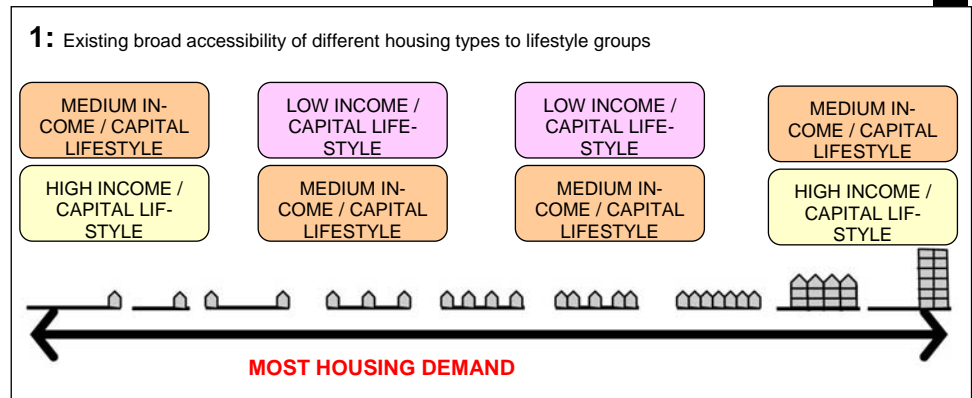 1: Existing broad accessibility of different housing types to lifestyle groups
MEDIUM IN-
COME / CAPITAL
LIFESTYLE
HIGH INCOME /
CAPITAL LIF-
STYLE
LOW INCOME /
CAPITAL LIFE-
STYLE
MEDIUM IN-
COME / CAPITAL
LIFESTYLE
LOW INCOME /
CAPITAL LIFE-
STYLE
MEDIUM IN-
COME / CAPITAL
LIFESTYLE
MEDIUM IN-
COME / CAPITAL
LIFESTYLE
HIGH INCOME /
CAPITAL LIF-
STYLE
MOST HOUSING DEMAND